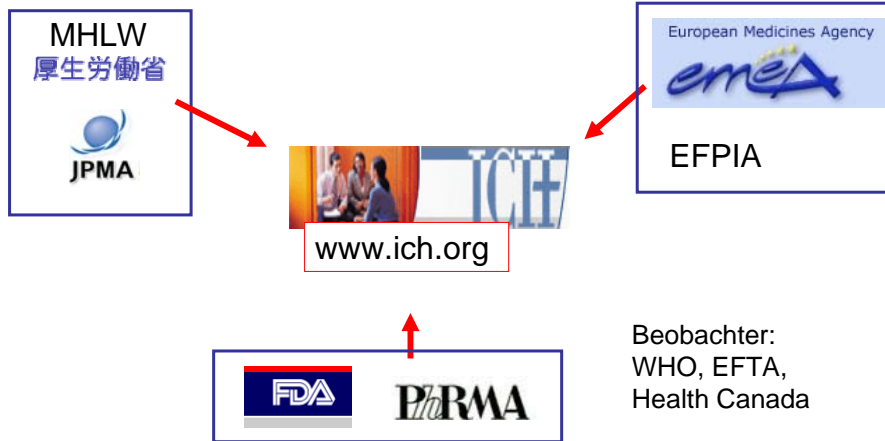 MHLW
厚生労働省
JPMA
European Medicines Agency
emeA
EFPIA
ICH
www.ich.org
FDA
PhRMA
Beobachter:
WHO, EFTA,
Health Canada